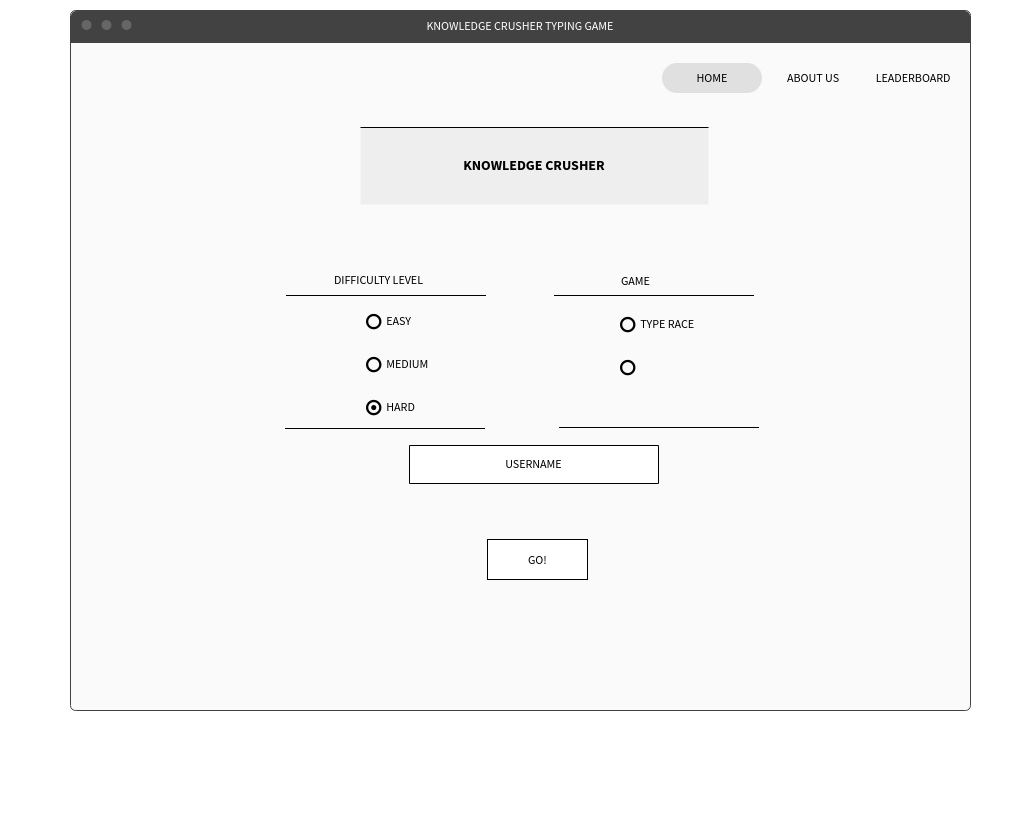 KNOWLEDGE CRUSHER TYPING GAME
HOME ABOUT US LEADERBOARD
KNOWLEDGE CRUSHER
DIFFICULTY LEVEL
EASY
MEDIUM
HARD
GAME
TYPE RACE
USERNAME
GO!